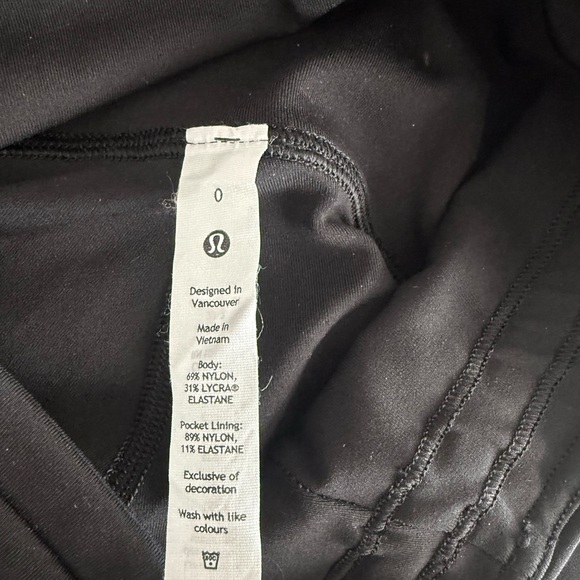 0
Designed in
Vancouver
Made in
Vietnam
Body:
69% NYLON,
31% LYCRA®
ELASTANE
Pocket Lining:
89% NYLON,
11% ELASTANE
Exclusive of
decoration
Wash with like
colours